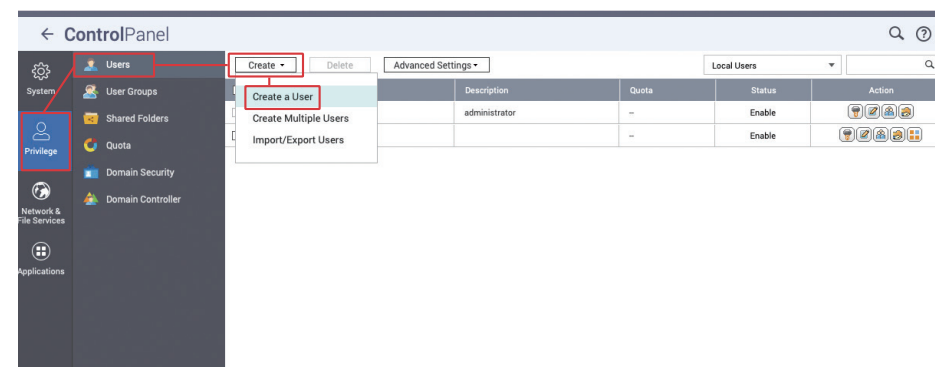 ControlPanel
System
Privilege
Network &
File Services
Applications
Users
User Groups
Shared Folders
Quota
Domain Security
Domain Controller
Create Delete Advanced Settings Local Users
Create a User
Create Multiple Users
Import/Export Users
Description Quota Status Action
administrator – Enable
– Enable